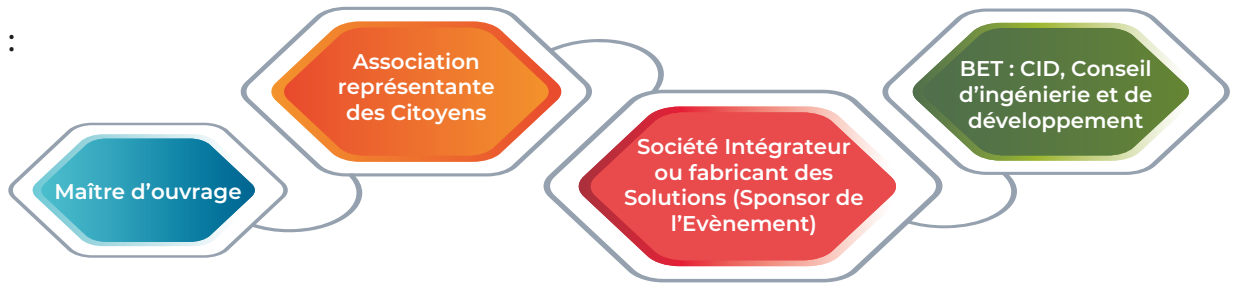 :
Maître d’ouvrage
Association
représentante
des Citoyens
Société Intégrateur
ou fabricant des
Solutions (Sponsor de
l’Evènement)
BET : CID, Conseil
d’ingénierie et de
développement